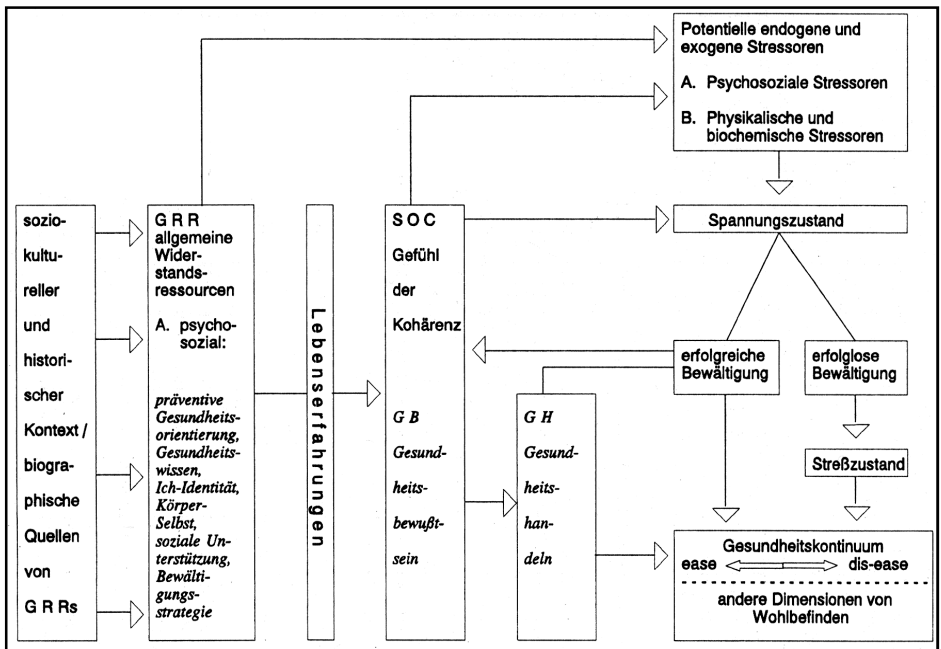 Potentielle endogene und
exogene Stressoren
A. Psychosoziale Stressoren
B. Physikalische und
biochemische Stressoren
sozio-
kultu-
reller
und
histori-
scher
Kontext /
biogra-
phische
Quellen
von
G R Rs
G R R
allgemeine
Wider-
stands-
ressourcen
A. psycho-
sozial:
präventive
Gesundheits-
orientierung,
Gesundheits-
wissen,
Ich-Identität,
Körper-
Selbst,
soziale Un-
terstützung,
Bewälti-
gungs-
strategie
Lebenserfahrungen
S O C
Gefühl
der
Kohärenz
G B
Gesund-
heits-
bewußt-
sein
G H
Gesund-
heits-
han-
deln
Spannungszustand
erfolgreiche
Bewältigung
erfolglose
Bewältigung
Streßzustand
Gesundheitskontinuum
ease dis-ease
andere Dimensionen von
Wohlbefinden